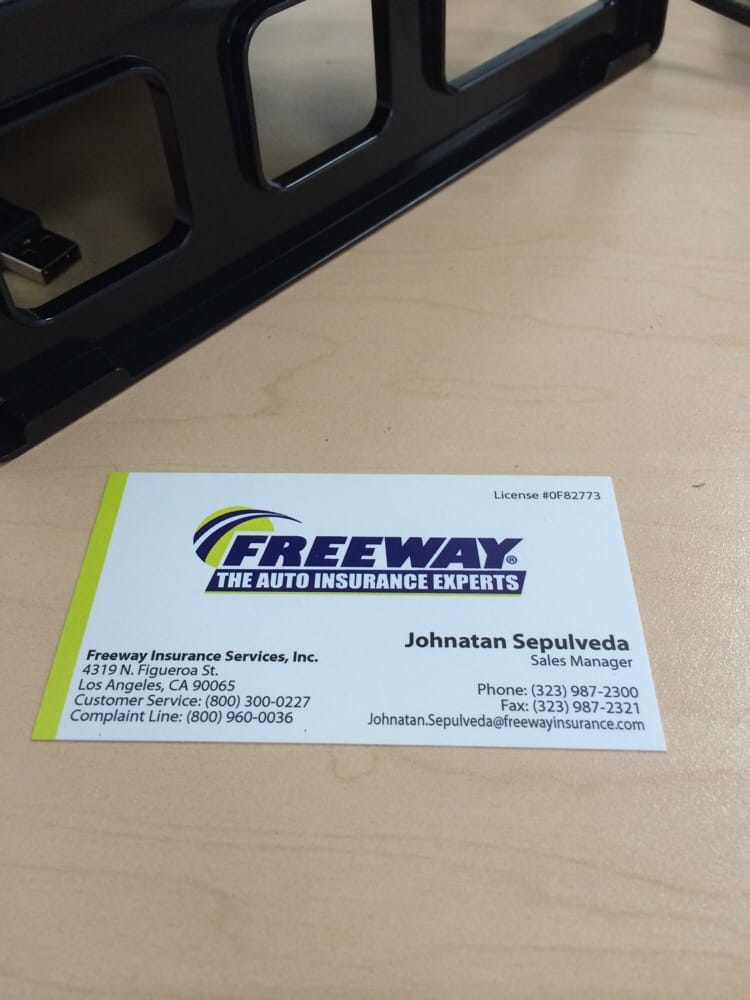 License #0F82773
FREEWAY®
THE AUTO INSURANCE EXPERTS
Johnatan Sepulveda
Sales Manager
Freeway Insurance Services, Inc.
4319 N. Figueroa St.
Los Angeles, CA 90065
Customer Service: (800) 300-0227
Complaint Line: (800) 960-0036
Phone: (323) 987-2300
Fax: (323) 987-2321
Johnatan.Sepulveda@freewayinsurance.com